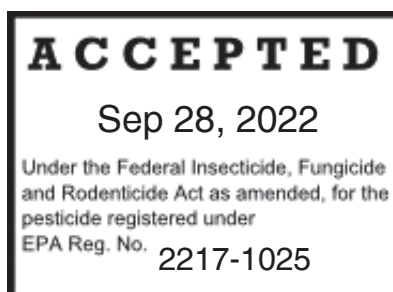 ACCEPTED
Sep 28, 2022
Under the Federal Insecticide, Fungicide
and Rodenticide Act as amended, for the
pesticide registered under
EPA Reg. No. 2217-1025